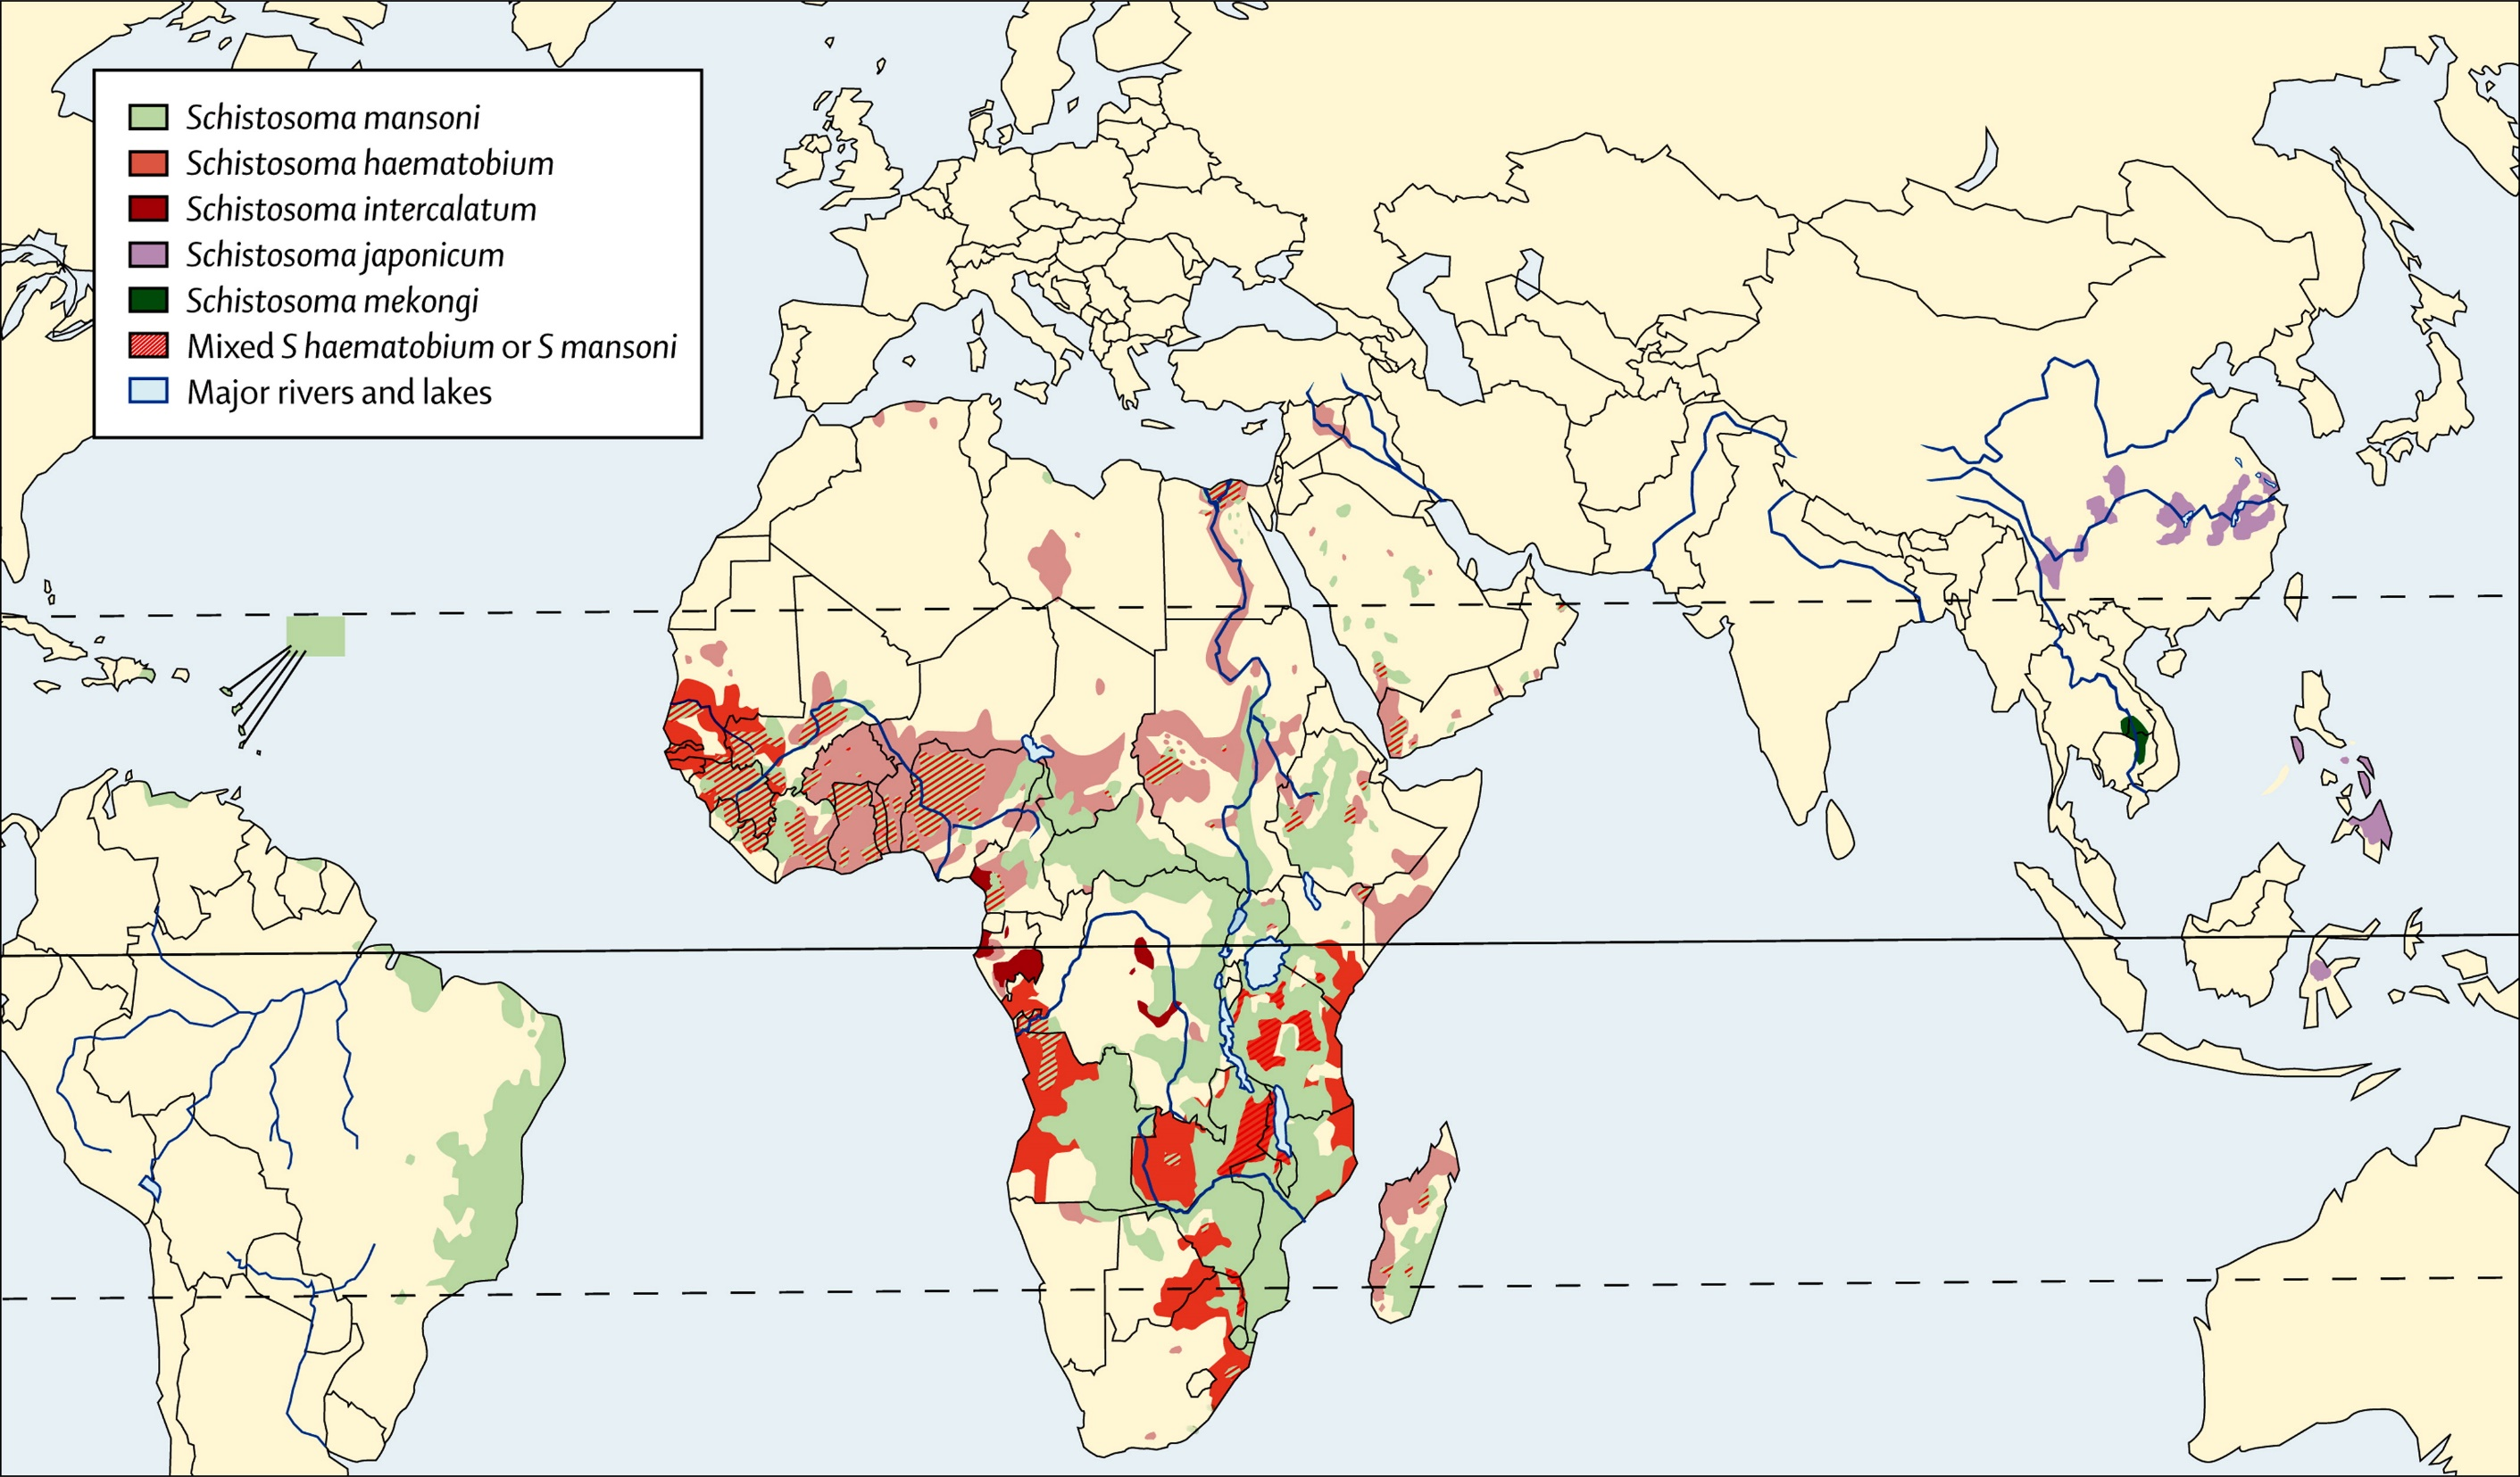 Schistosoma mansoni
Schistosoma haematobium
Schistosoma intercalatum
Schistosoma japonicum
Schistosoma mekongi
Mixed S haematobium or S mansoni
Major rivers and lakes